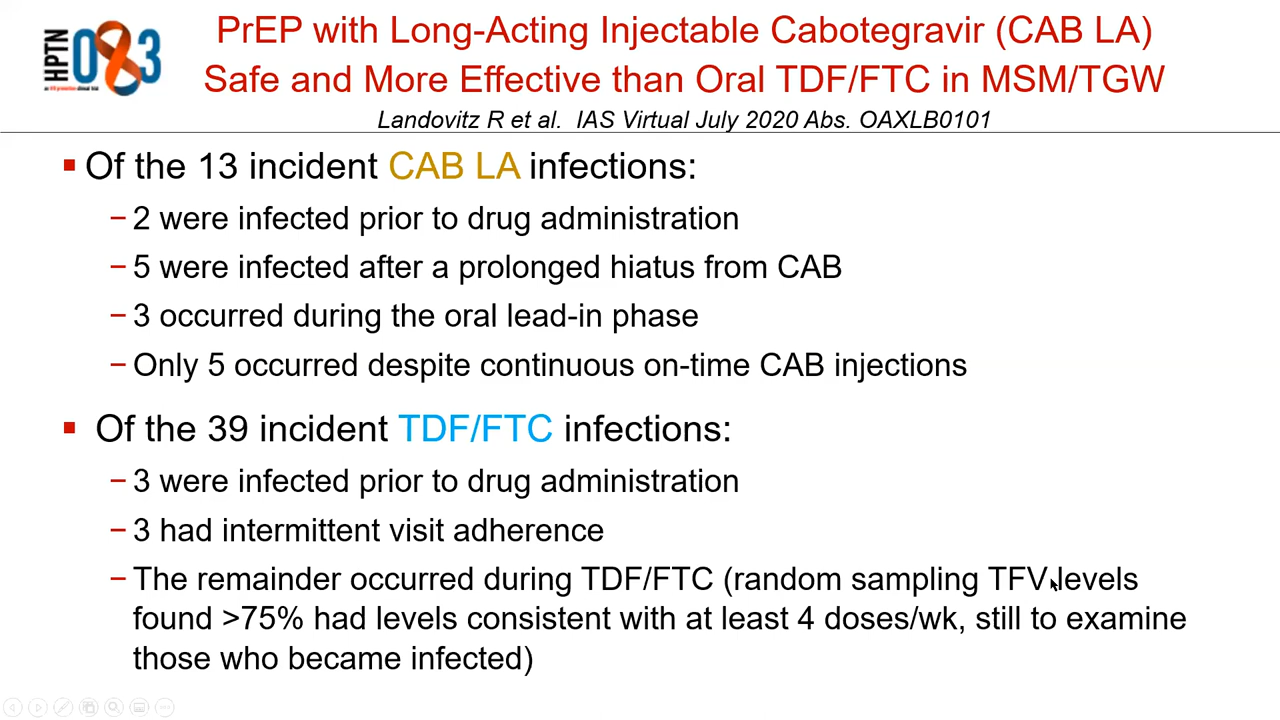 HPTN 083
an HIV prevention clinical trial
PrEP with Long-Acting Injectable Cabotegravir (CAB LA)
Safe and More Effective than Oral TDF/FTC in MSM/TGW
Landovitz R et al. IAS Virtual July 2020 Abs. OAXLB0101
▪ Of the 13 incident CAB LA infections:
− 2 were infected prior to drug administration
− 5 were infected after a prolonged hiatus from CAB
− 3 occurred during the oral lead-in phase
− Only 5 occurred despite continuous on-time CAB injections
▪ Of the 39 incident TDF/FTC infections:
− 3 were infected prior to drug administration
− 3 had intermittent visit adherence
− The remainder occurred during TDF/FTC (random sampling TFV levels
found >75% had levels consistent with at least 4 doses/wk, still to examine
those who became infected)